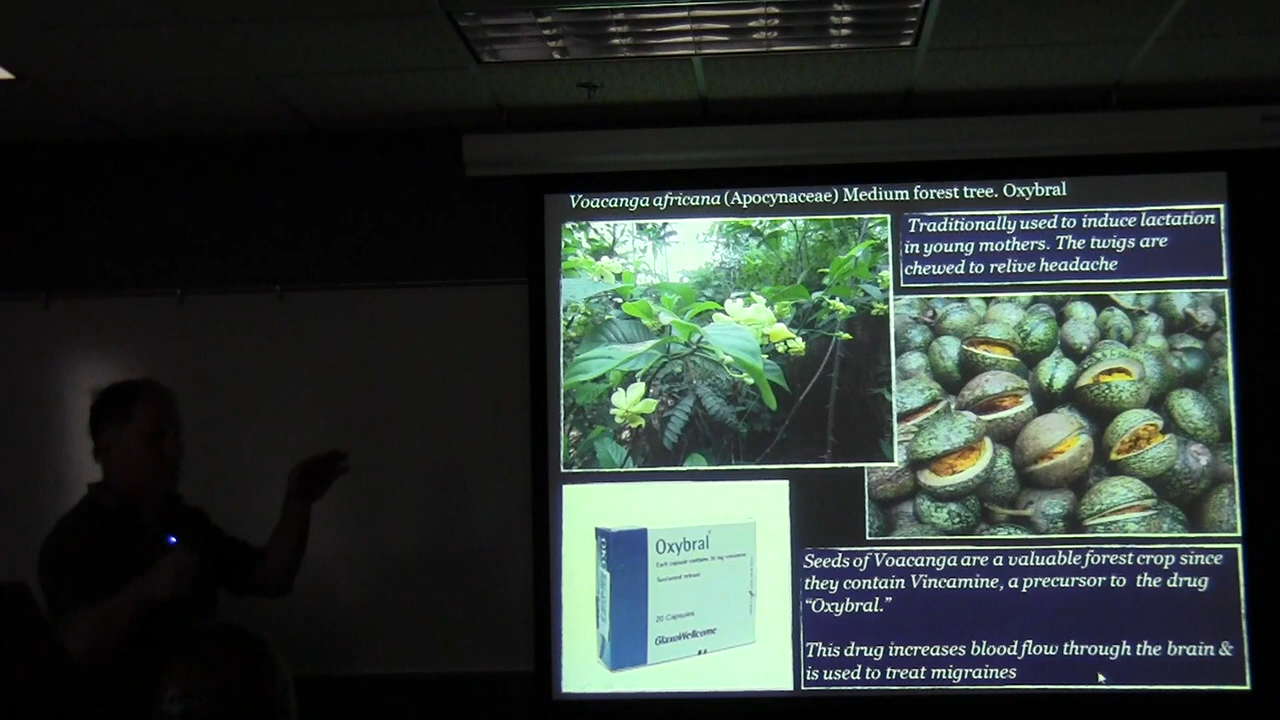 Voacanga africana (Apocynaceae) Medium forest tree. Oxybral
Traditionally used to induce lactation
in young mothers. The twigs are
chewed to relive headache
Oxybral
Each capsule contains 30 mg vincamine
Sustained release
20 Capsules
GlaxoWellcome
Seeds of Voacanga are a valuable forest crop since
they contain Vincamine, a precursor to the drug
“Oxybral.”
This drug increases blood flow through the brain &
is used to treat migraines